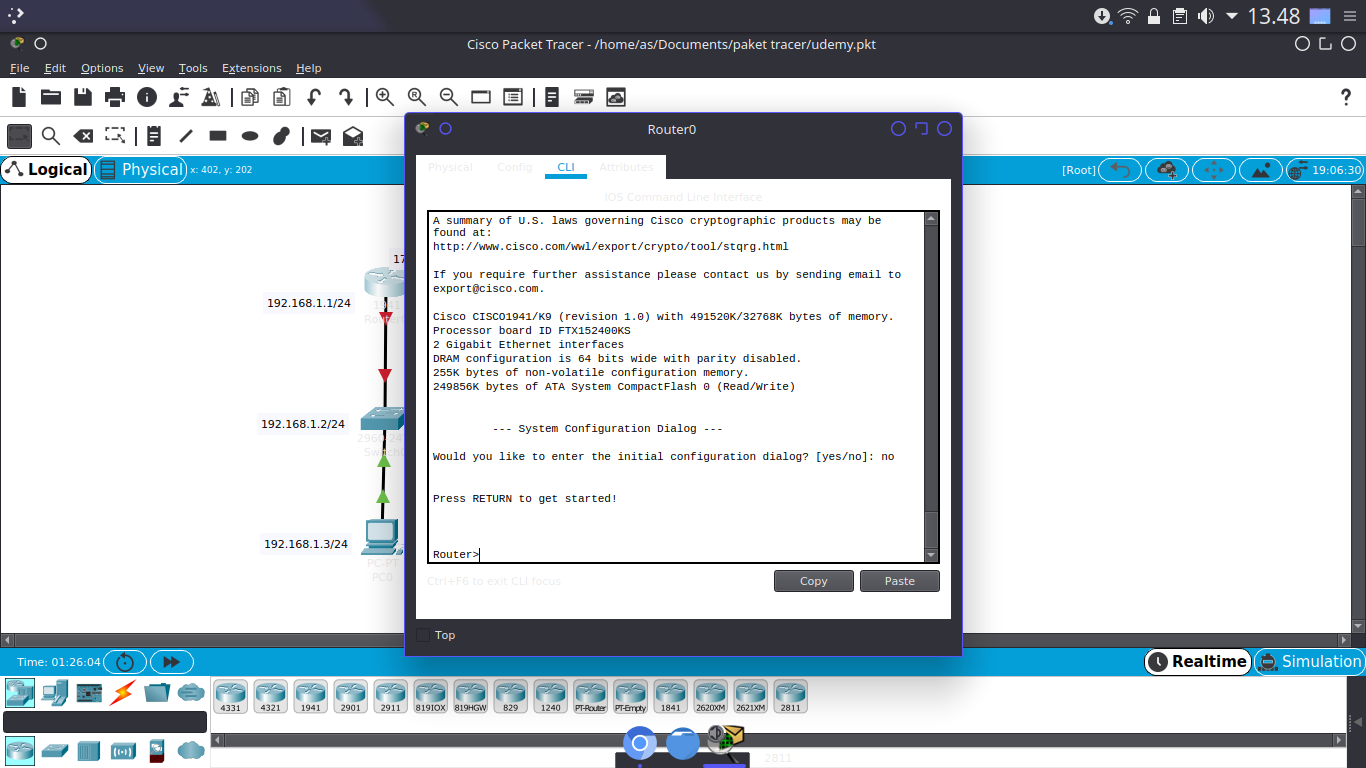 13.48
Cisco Packet Tracer - /home/as/Documents/paket tracer/udemy.pkt
File Edit Options View Tools Extensions Help
Logical Physical x: 402, y: 202 [Root] 19:06:30
Router0
Physical Config CLI Attributes
IOS Command Line Interface
A summary of U.S. laws governing Cisco cryptographic products may be
found at:
http://www.cisco.com/wwl/export/crypto/tool/stqrg.html
If you require further assistance please contact us by sending email to
export@cisco.com.
Cisco CISCO1941/K9 (revision 1.0) with 491520K/32768K bytes of memory.
Processor board ID FTX152400KS
2 Gigabit Ethernet interfaces
DRAM configuration is 64 bits wide with parity disabled.
255K bytes of non-volatile configuration memory.
249856K bytes of ATA System CompactFlash 0 (Read/Write)
--- System Configuration Dialog ---
Would you like to enter the initial configuration dialog? [yes/no]: no
Press RETURN to get started!
Router>
Ctrl+F6 to exit CLI focus
Copy Paste
Top
17
192.168.1.1/24
192.168.1.2/24
192.168.1.3/24
PC-PT
PC0
Time: 01:26:04 Realtime Simulation
4331 4321 1941 2901 2911 819IOX 819HGW 829 1240 PT-Router PT-Empty 1841 2620XM 2621XM 2811
2811